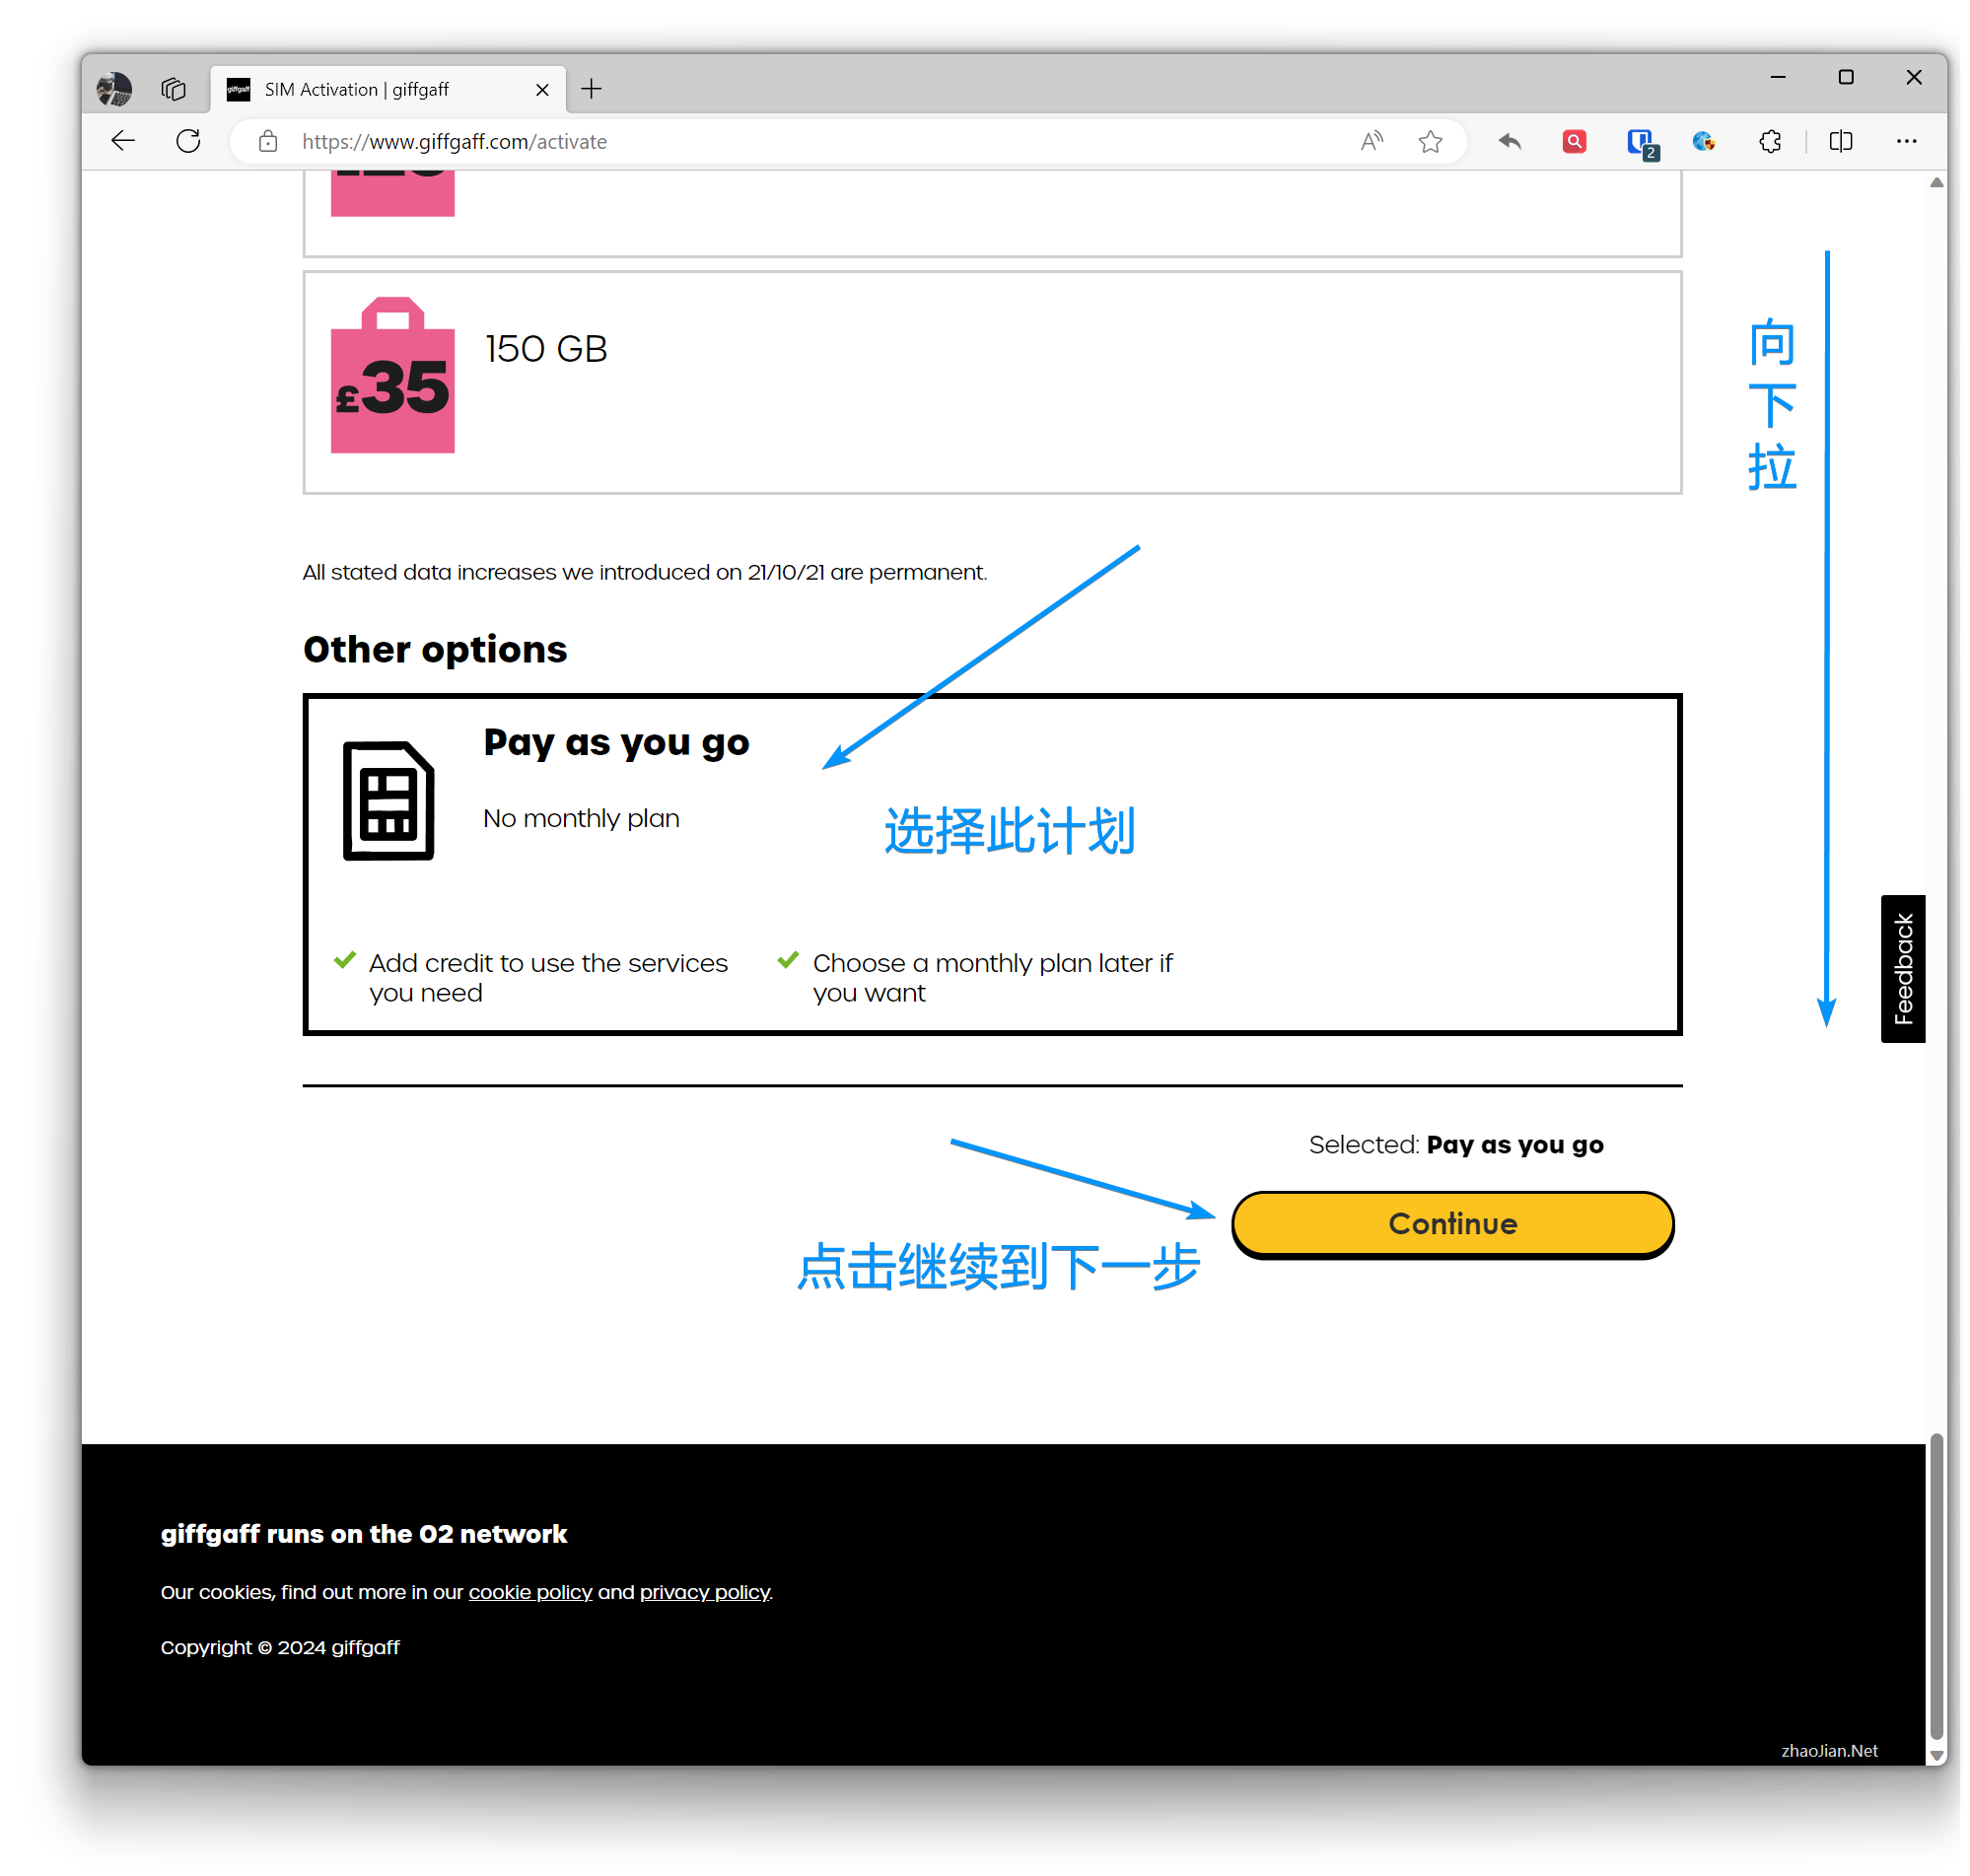 giffgaff
SIM Activation | giffgaff
https://www.giffgaff.com/activate
2
£35
150 GB
向
下
拉
All stated data increases we introduced on 21/10/21 are permanent.
Other options
Pay as you go
No monthly plan
选择此计划
Add credit to use the services
you need
Choose a monthly plan later if
you want
Feedback
Selected: Pay as you go
Continue
点击继续到下一步
giffgaff runs on the O2 network
Our cookies, find out more in our cookie policy and privacy policy.
Copyright © 2024 giffgaff
zhaoJian.Net